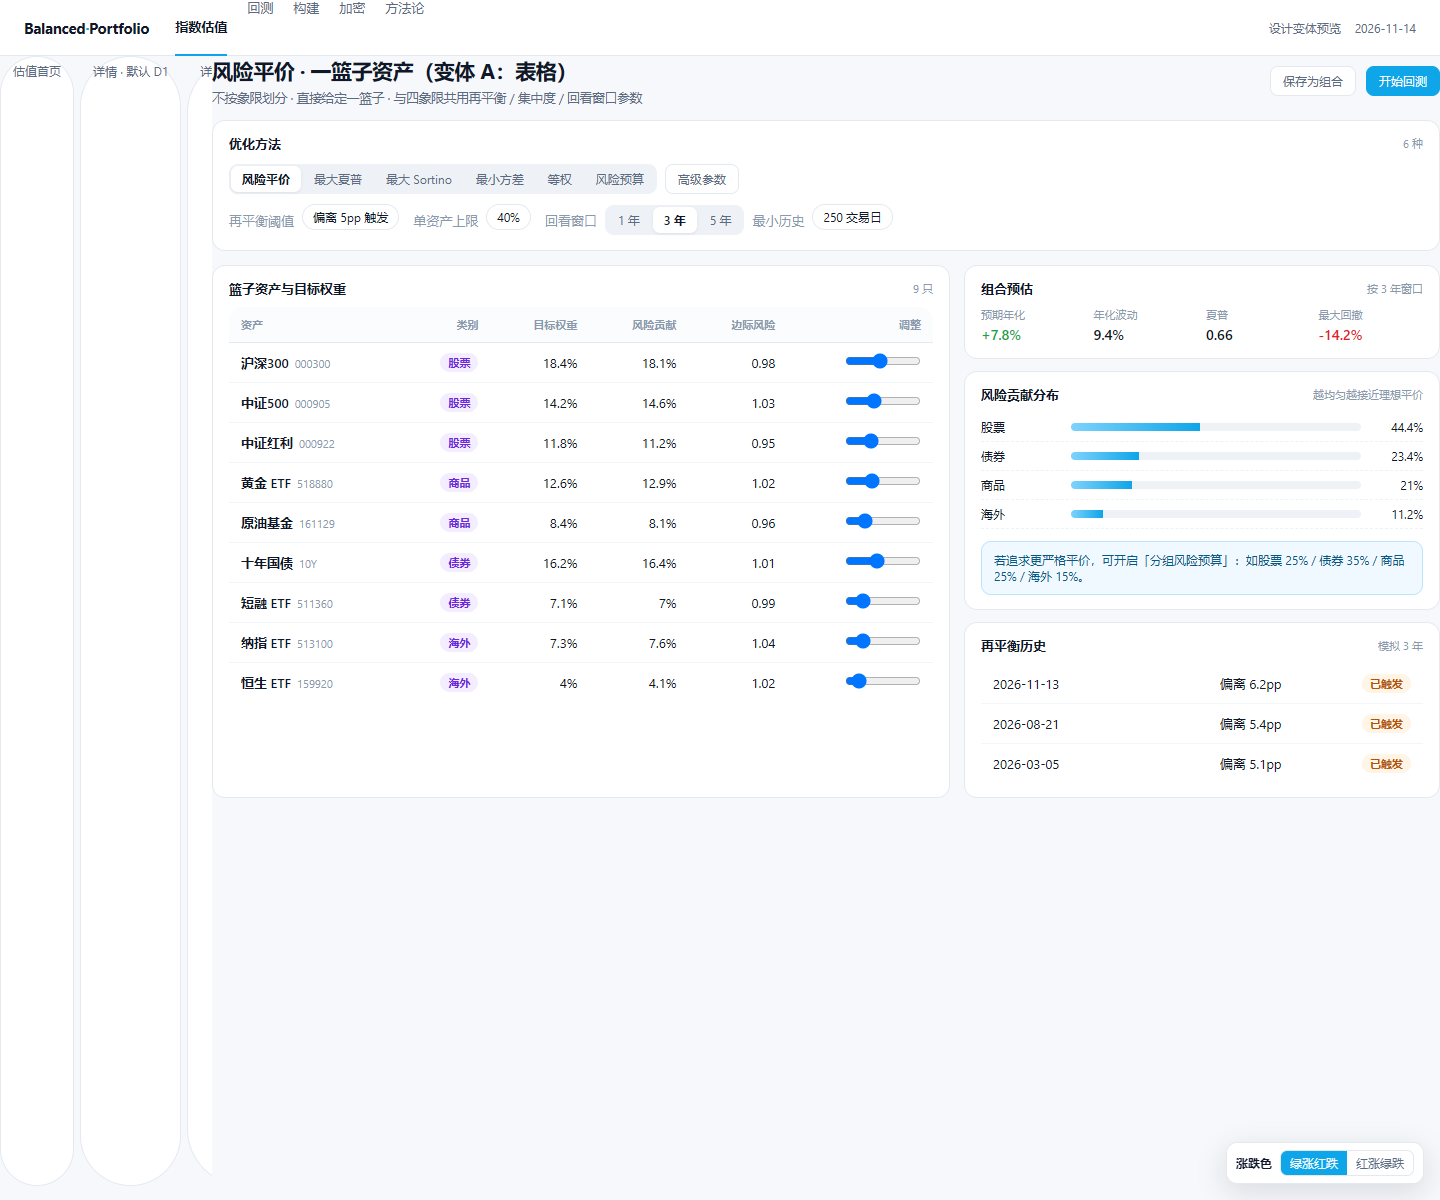 Balanced·Portfolio
指数估值
回测
构建
加密
方法论
设计变体预览
2026-11-14
估值首页
详情 · 默认 D1
详
风险平价 · 一篮子资产（变体 A：表格）
不按象限划分 · 直接给定一篮子 · 与四象限共用再平衡 / 集中度 / 回看窗口参数
保存为组合
开始回测
优化方法
6 种
风险平价
最大夏普
最大 Sortino
最小方差
等权
风险预算
高级参数
再平衡阈值
偏离 5pp 触发
单资产上限
40%
回看窗口
1 年
3 年
5 年
最小历史
250 交易日
篮子资产与目标权重
9 只
资产 类别 目标权重 风险贡献 边际风险 调整
沪深300 000300 股票 18.4% 18.1% 0.98
中证500 000905 股票 14.2% 14.6% 1.03
中证红利 000922 股票 11.8% 11.2% 0.95
黄金 ETF 518880 商品 12.6% 12.9% 1.02
原油基金 161129 商品 8.4% 8.1% 0.96
十年国债 10Y 债券 16.2% 16.4% 1.01
短融 ETF 511360 债券 7.1% 7% 0.99
纳指 ETF 513100 海外 7.3% 7.6% 1.04
恒生 ETF 159920 海外 4% 4.1% 1.02
组合预估
按 3 年窗口
预期年化 年化波动 夏普 最大回撤
+7.8% 9.4% 0.66 -14.2%
风险贡献分布
越均匀越接近理想平价
股票 44.4%
债券 23.4%
商品 21%
海外 11.2%
若追求更严格平价，可开启「分组风险预算」：如股票 25% / 债券 35% / 商品
25% / 海外 15%。
再平衡历史
模拟 3 年
2026-11-13 偏离 6.2pp 已触发
2026-08-21 偏离 5.4pp 已触发
2026-03-05 偏离 5.1pp 已触发
涨跌色
绿涨红跌
红涨绿跌